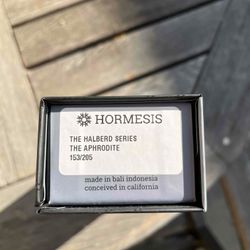 HORMESIS
THE HALBERD SERIES
THE APHRODITE
153/205
made in bali indonesia
conceived in california